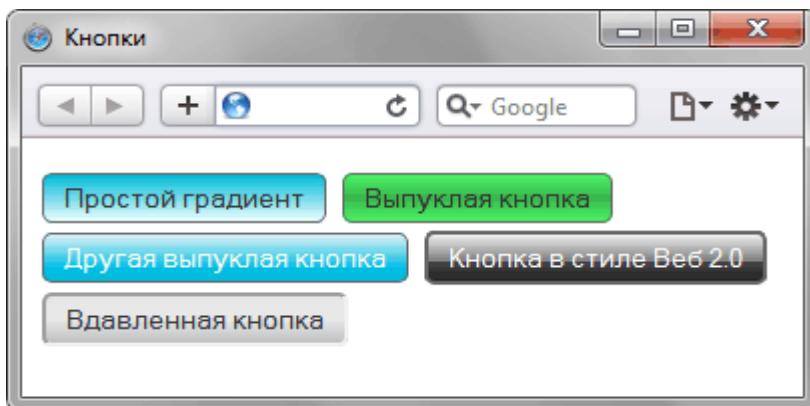 Кнопки
Google
Простой градиент Выпуклая кнопка
Другая выпуклая кнопка Кнопка в стиле Веб 2.0
Вдавленная кнопка